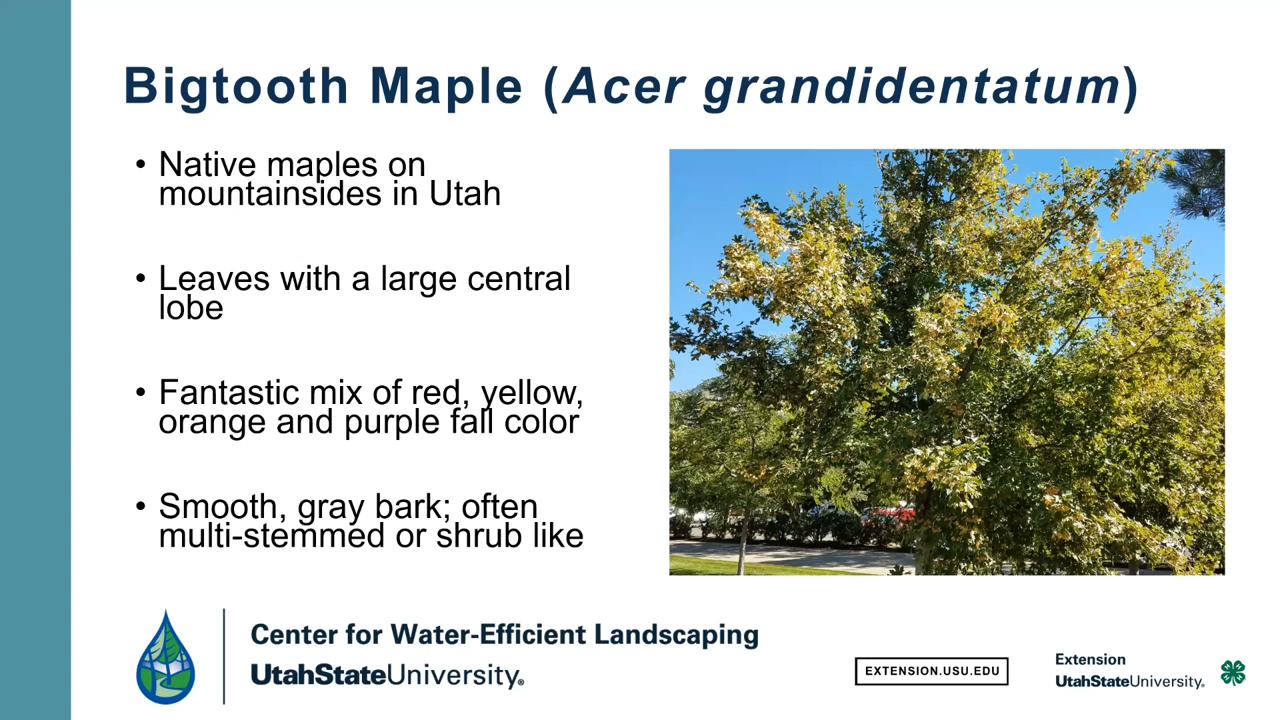 Bigtooth Maple (Acer grandidentatum)
• Native maples on
mountainsides in Utah
• Leaves with a large central
lobe
• Fantastic mix of red, yellow,
orange and purple fall color
• Smooth, gray bark; often
multi-stemmed or shrub like
Center for Water-Efficient Landscaping
UtahStateUniversity®
EXTENSION.USU.EDU
Extension
UtahStateUniversity®